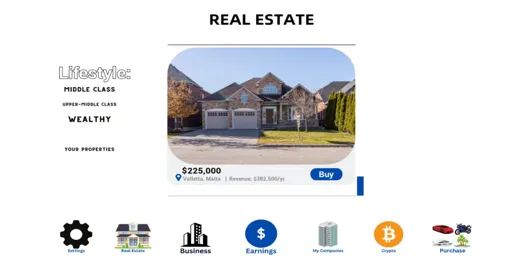 REAL ESTATE
Lifestyle:
MIDDLE CLASS
UPPER-MIDDLE CLASS
WEALTHY
YOUR PROPERTIES
$225,000
Valletta, Malta | Revenue: $382,500/yr
Buy
Settings
Real Estate
Business
$
Earnings
My Companies
Crypto
Purchase